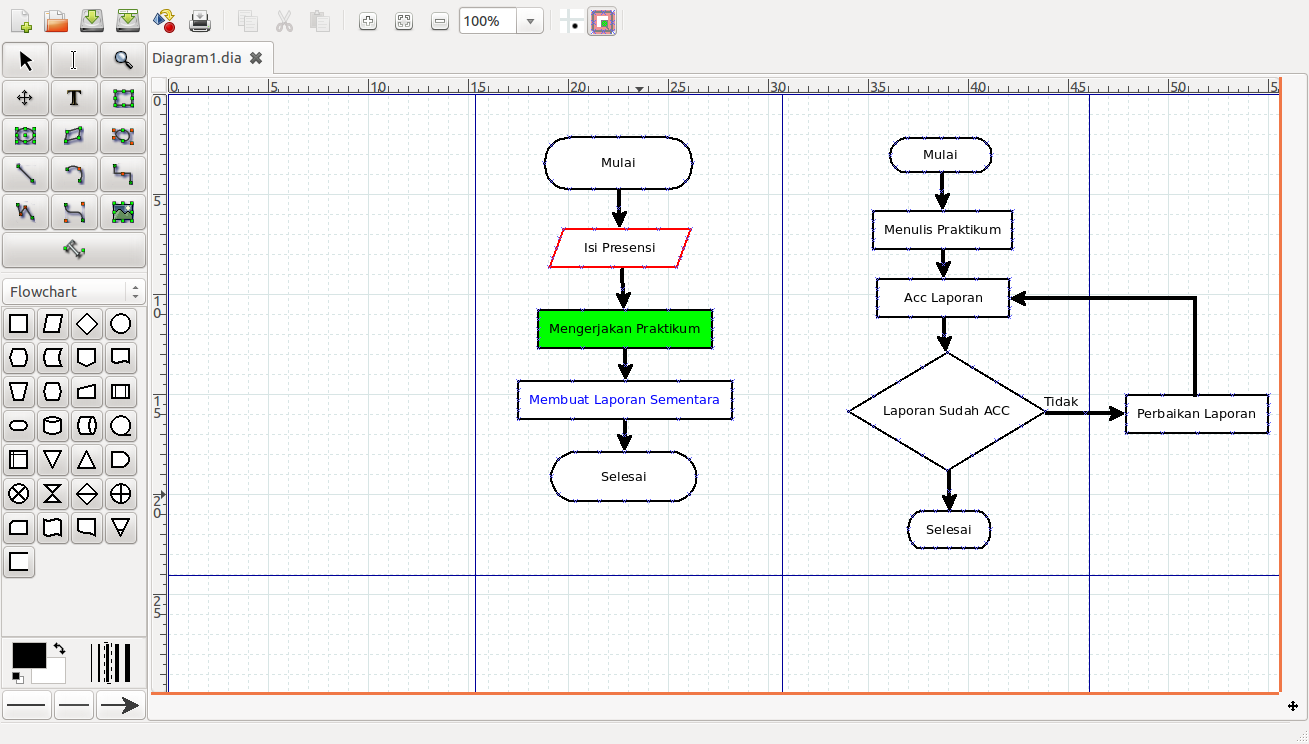 100%
Diagram1.dia
0 5 10 15 20 25 30 35 40 45 50 5
0
5
10
15
20
25
T
Flowchart
Mulai
Isi Presensi
Mengerjakan Praktikum
Membuat Laporan Sementara
Selesai
Mulai
Menulis Praktikum
Acc Laporan
Laporan Sudah ACC
Tidak
Perbaikan Laporan
Selesai